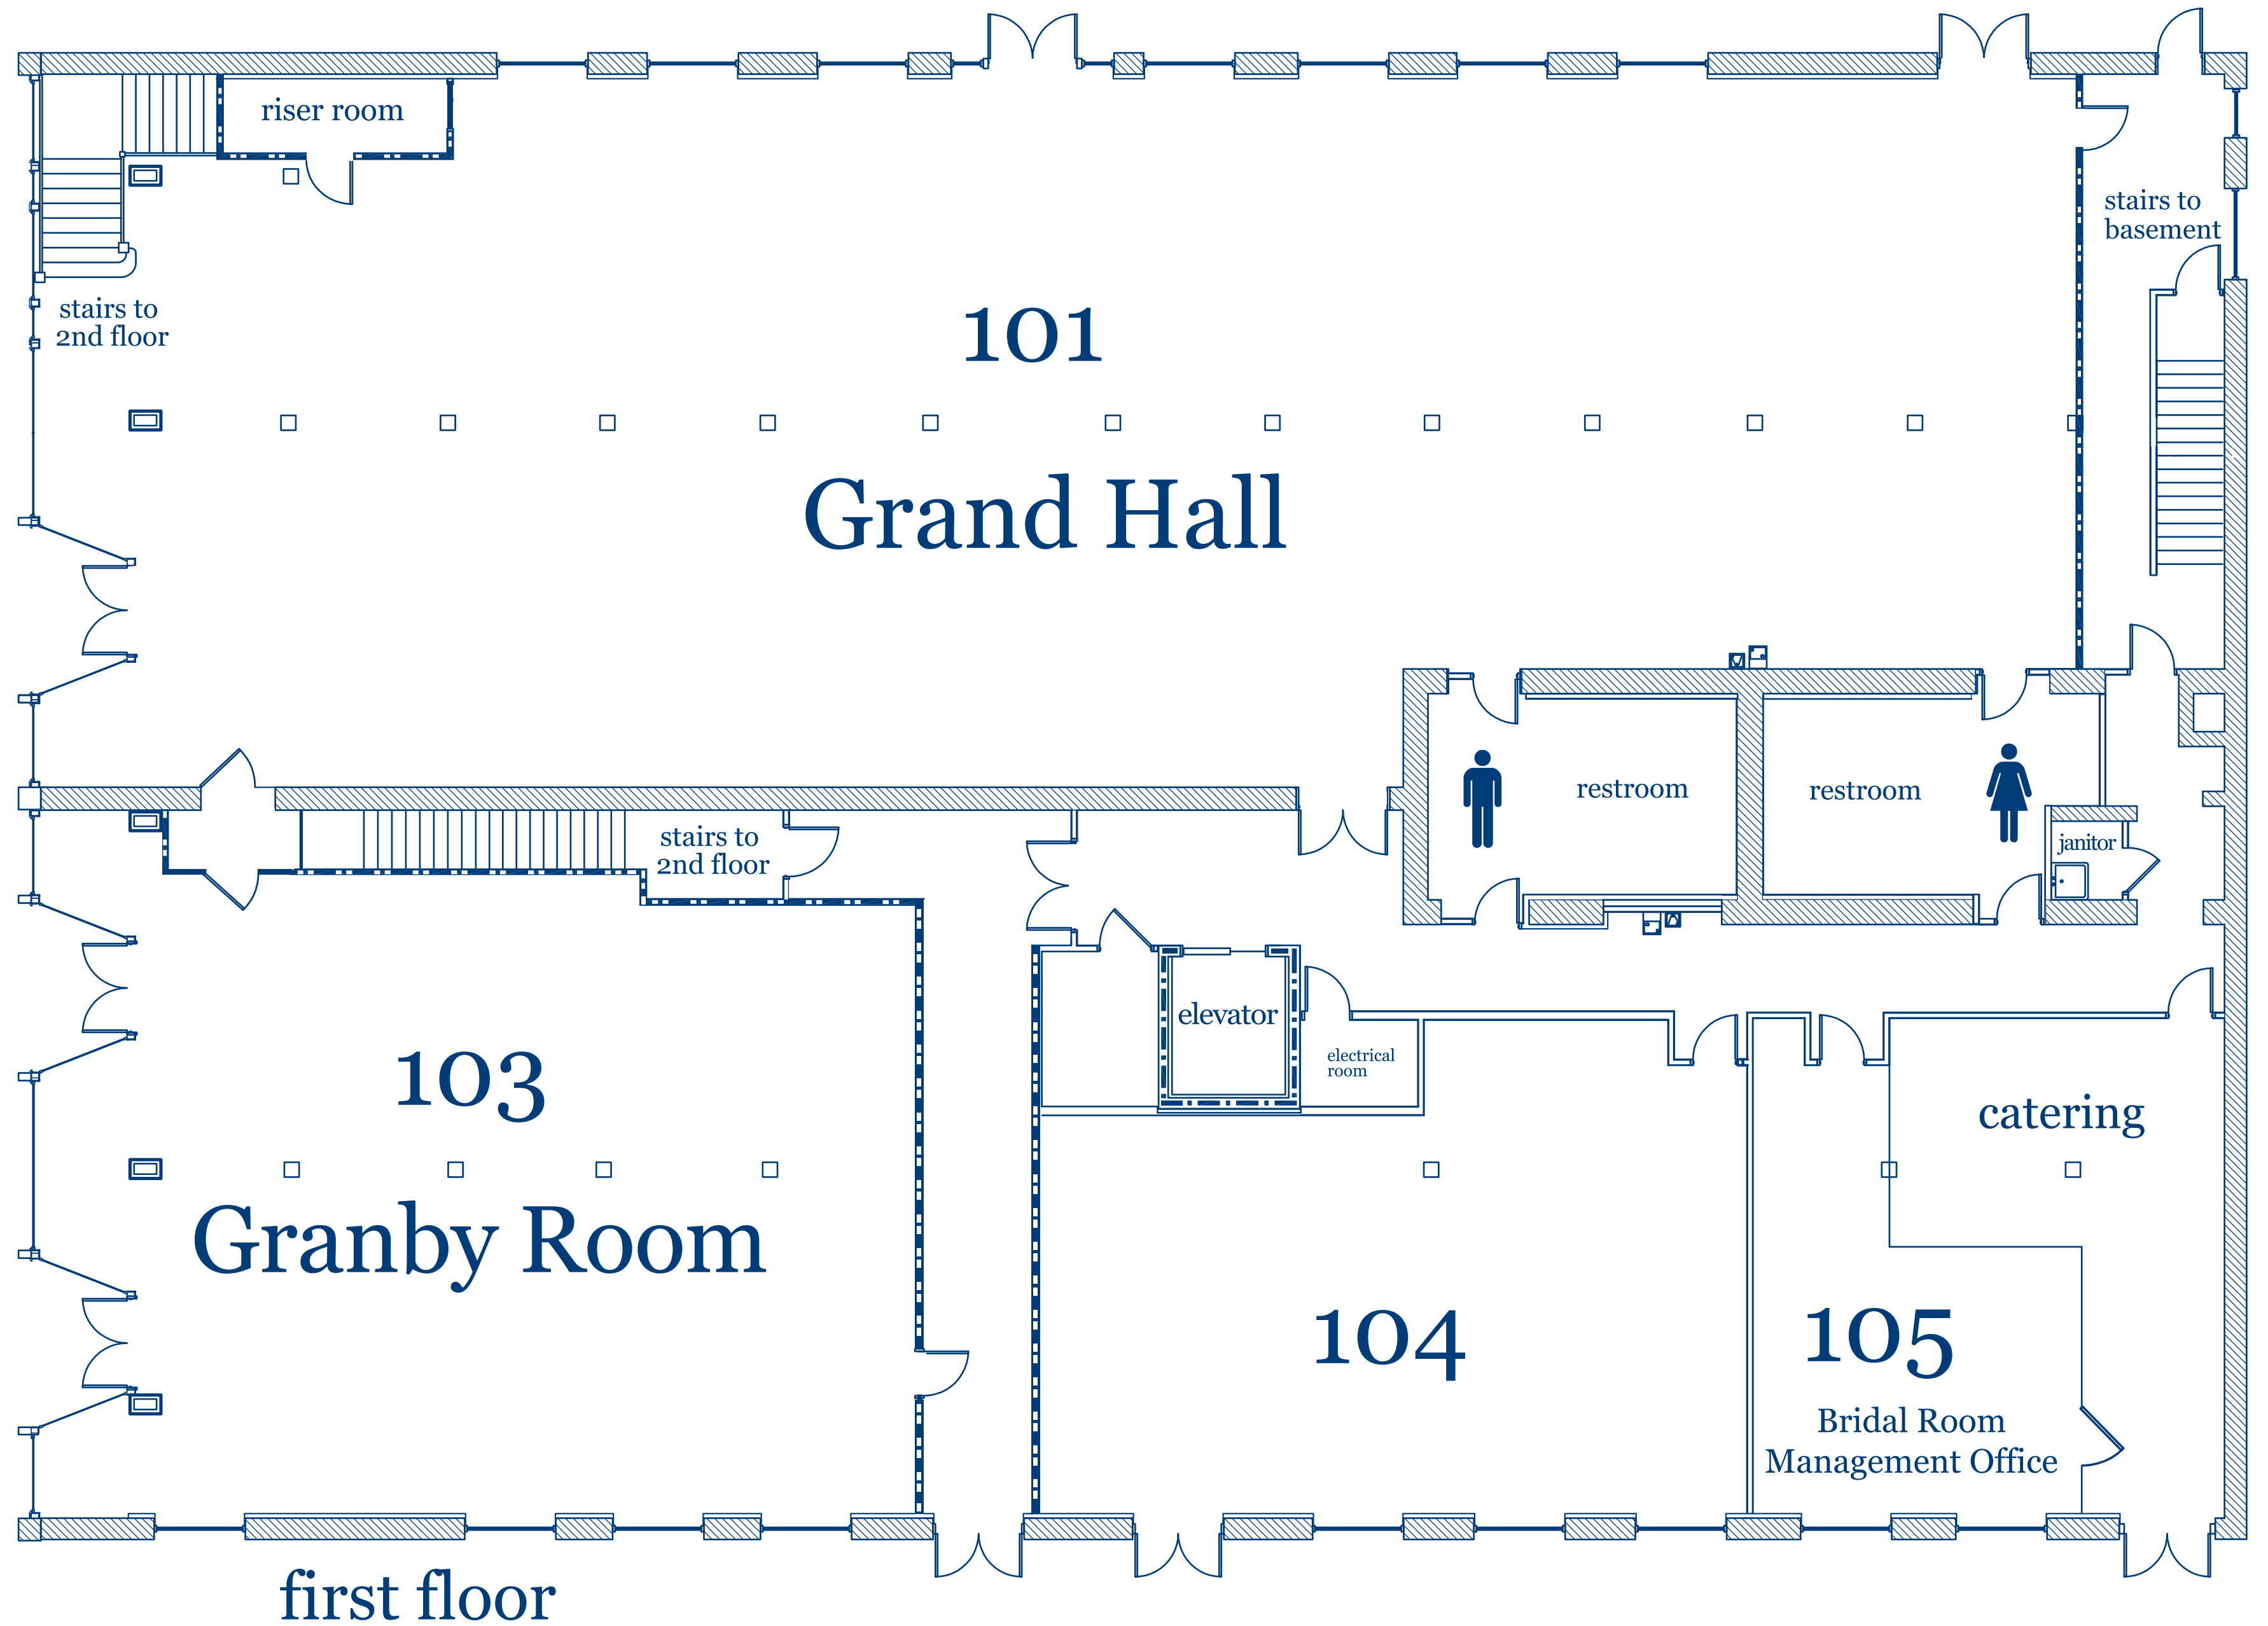 riser room
stairs to
basement
stairs to
2nd floor
101
Grand Hall
restroom
restroom
stairs to
2nd floor
janitor
elevator
electrical
room
103
Granby Room
catering
104
105
Bridal Room
Management Office
first floor